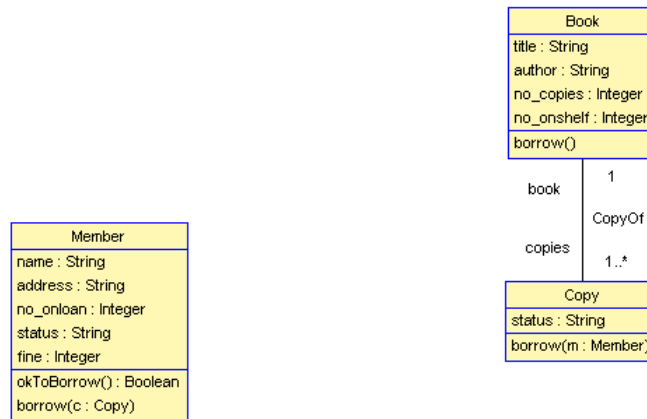 Book
title : String
author : String
no_copies : Integer
no_onshelf : Integer
borrow()
book
1
CopyOf
copies
1..*
Copy
status : String
borrow(m : Member)
Member
name : String
address : String
no_onloan : Integer
status : String
fine : Integer
okToBorrow() : Boolean
borrow(c : Copy)